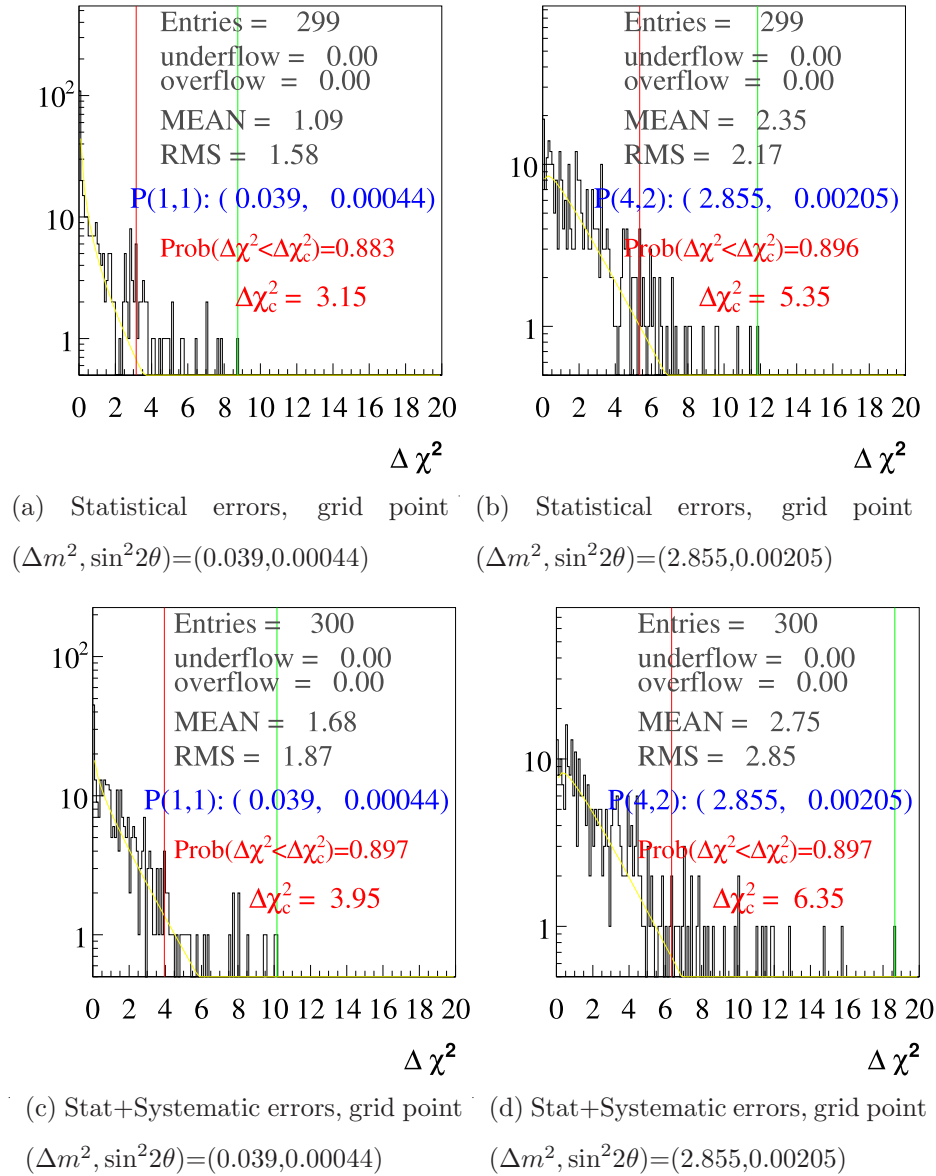 Entries = 299
underflow = 0.00
overflow = 0.00
MEAN = 1.09
RMS = 1.58
P(1,1): ( 0.039, 0.00044)
Prob(Δχ²<Δχ²c)=0.883
Δχ²c = 3.15
10²
10
1
0 2 4 6 8 10 12 14 16 18 20
Δ χ²
(a) Statistical errors, grid point
(Δm², sin²2θ)=(0.039,0.00044)
Entries = 299
underflow = 0.00
overflow = 0.00
MEAN = 2.35
RMS = 2.17
P(4,2): ( 2.855, 0.00205)
Prob(Δχ²<Δχ²c)=0.896
Δχ²c = 5.35
10
1
0 2 4 6 8 10 12 14 16 18 20
Δ χ²
(b) Statistical errors, grid point
(Δm², sin²2θ)=(2.855,0.00205)
Entries = 300
underflow = 0.00
overflow = 0.00
MEAN = 1.68
RMS = 1.87
P(1,1): ( 0.039, 0.00044)
Prob(Δχ²<Δχ²c)=0.897
Δχ²c = 3.95
10²
10
1
0 2 4 6 8 10 12 14 16 18 20
Δ χ²
(c) Stat+Systematic errors, grid point
(Δm², sin²2θ)=(0.039,0.00044)
Entries = 300
underflow = 0.00
overflow = 0.00
MEAN = 2.75
RMS = 2.85
P(4,2): ( 2.855, 0.00205)
Prob(Δχ²<Δχ²c)=0.897
Δχ²c = 6.35
10
1
0 2 4 6 8 10 12 14 16 18 20
Δ χ²
(d) Stat+Systematic errors, grid point
(Δm², sin²2θ)=(2.855,0.00205)